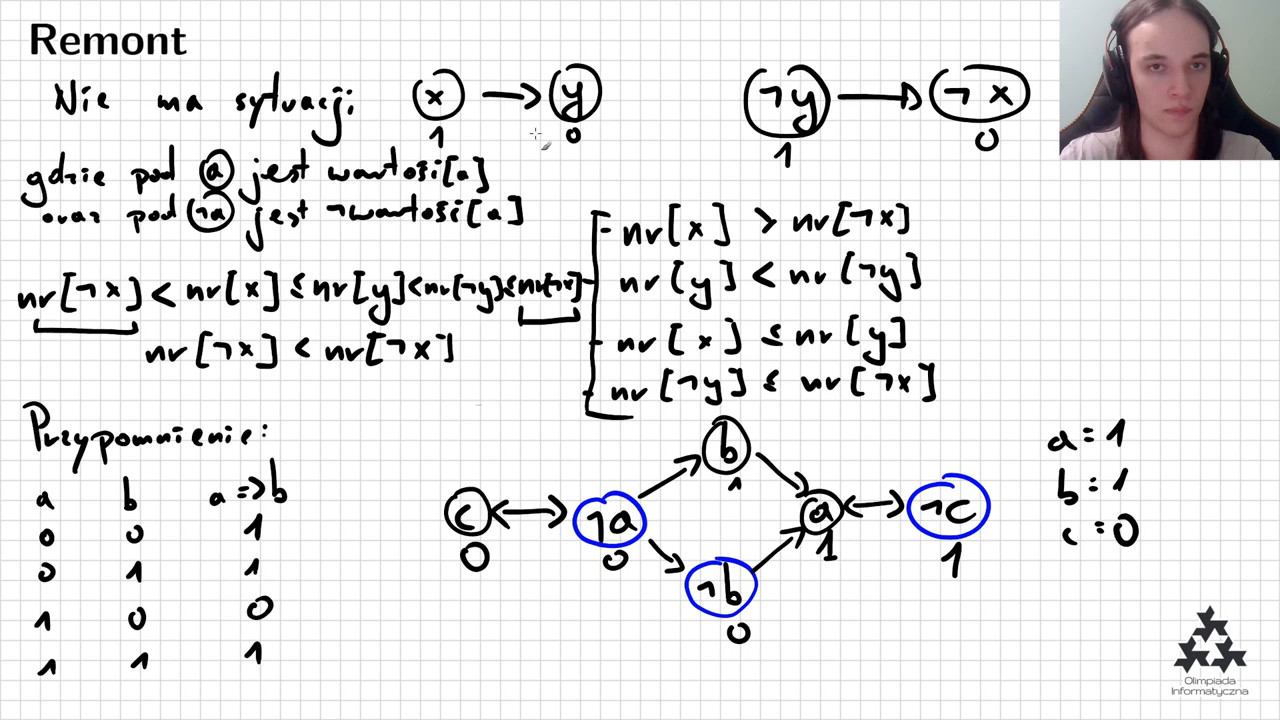 Remont
Nie ma sytuacji x → y ¬y → ¬x
1 0 1 0
gdzie pod a jest wartość[a]
oraz pod ¬a jest ¬wartość[a]
nr[x] > nr[¬x]
nr[y] < nr[¬y]
nr[x] ≤ nr[y]
nr[¬y] ≤ nr[¬x]
nr[¬x] < nr[x] ≤ nr[y] < nr[¬y] ≤ nr[¬x]
nr[¬x] < nr[¬x]
Przypomnienie:
a b a => b
0 0 1
0 1 1
1 0 0
1 1 1
b
1
c ¬a a ¬c
0 0 1 1
¬b
0
a = 1
b = 1
c = 0
Olimpiada
Informatyczna